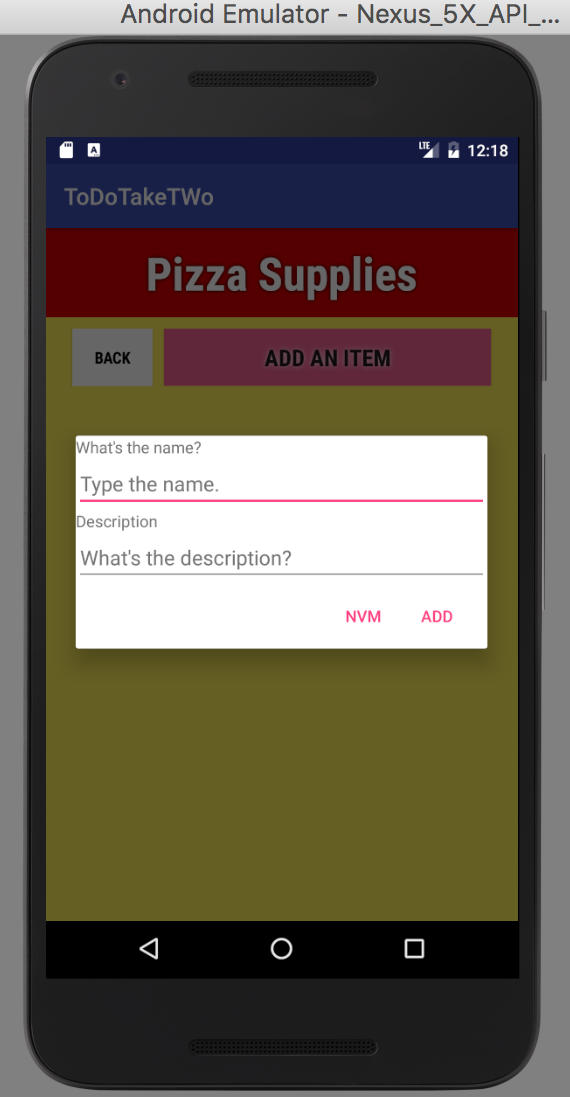 Android Emulator - Nexus_5X_API_...
LTE 12:18
ToDoTakeTWo
Pizza Supplies
BACK ADD AN ITEM
What's the name?
Type the name.
Description
What's the description?
NVM ADD